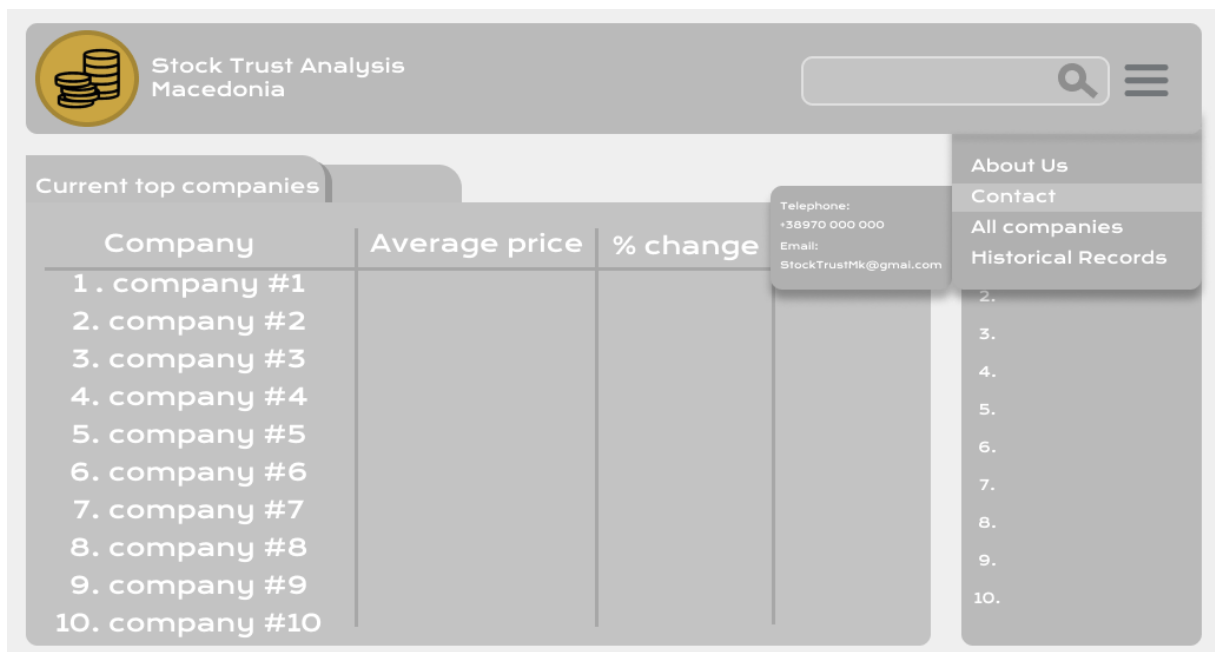 Stock Trust Analysis
Macedonia
About Us
Contact
All companies
Historical Records
Telephone:
+38970 000 000
Email:
StockTrustMk@gmai.com
Current top companies
Company Average price % change
1 . company #1
2. company #2
3. company #3
4. company #4
5. company #5
6. company #6
7. company #7
8. company #8
9. company #9
10. company #10
2.
3.
4.
5.
6.
7.
8.
9.
10.